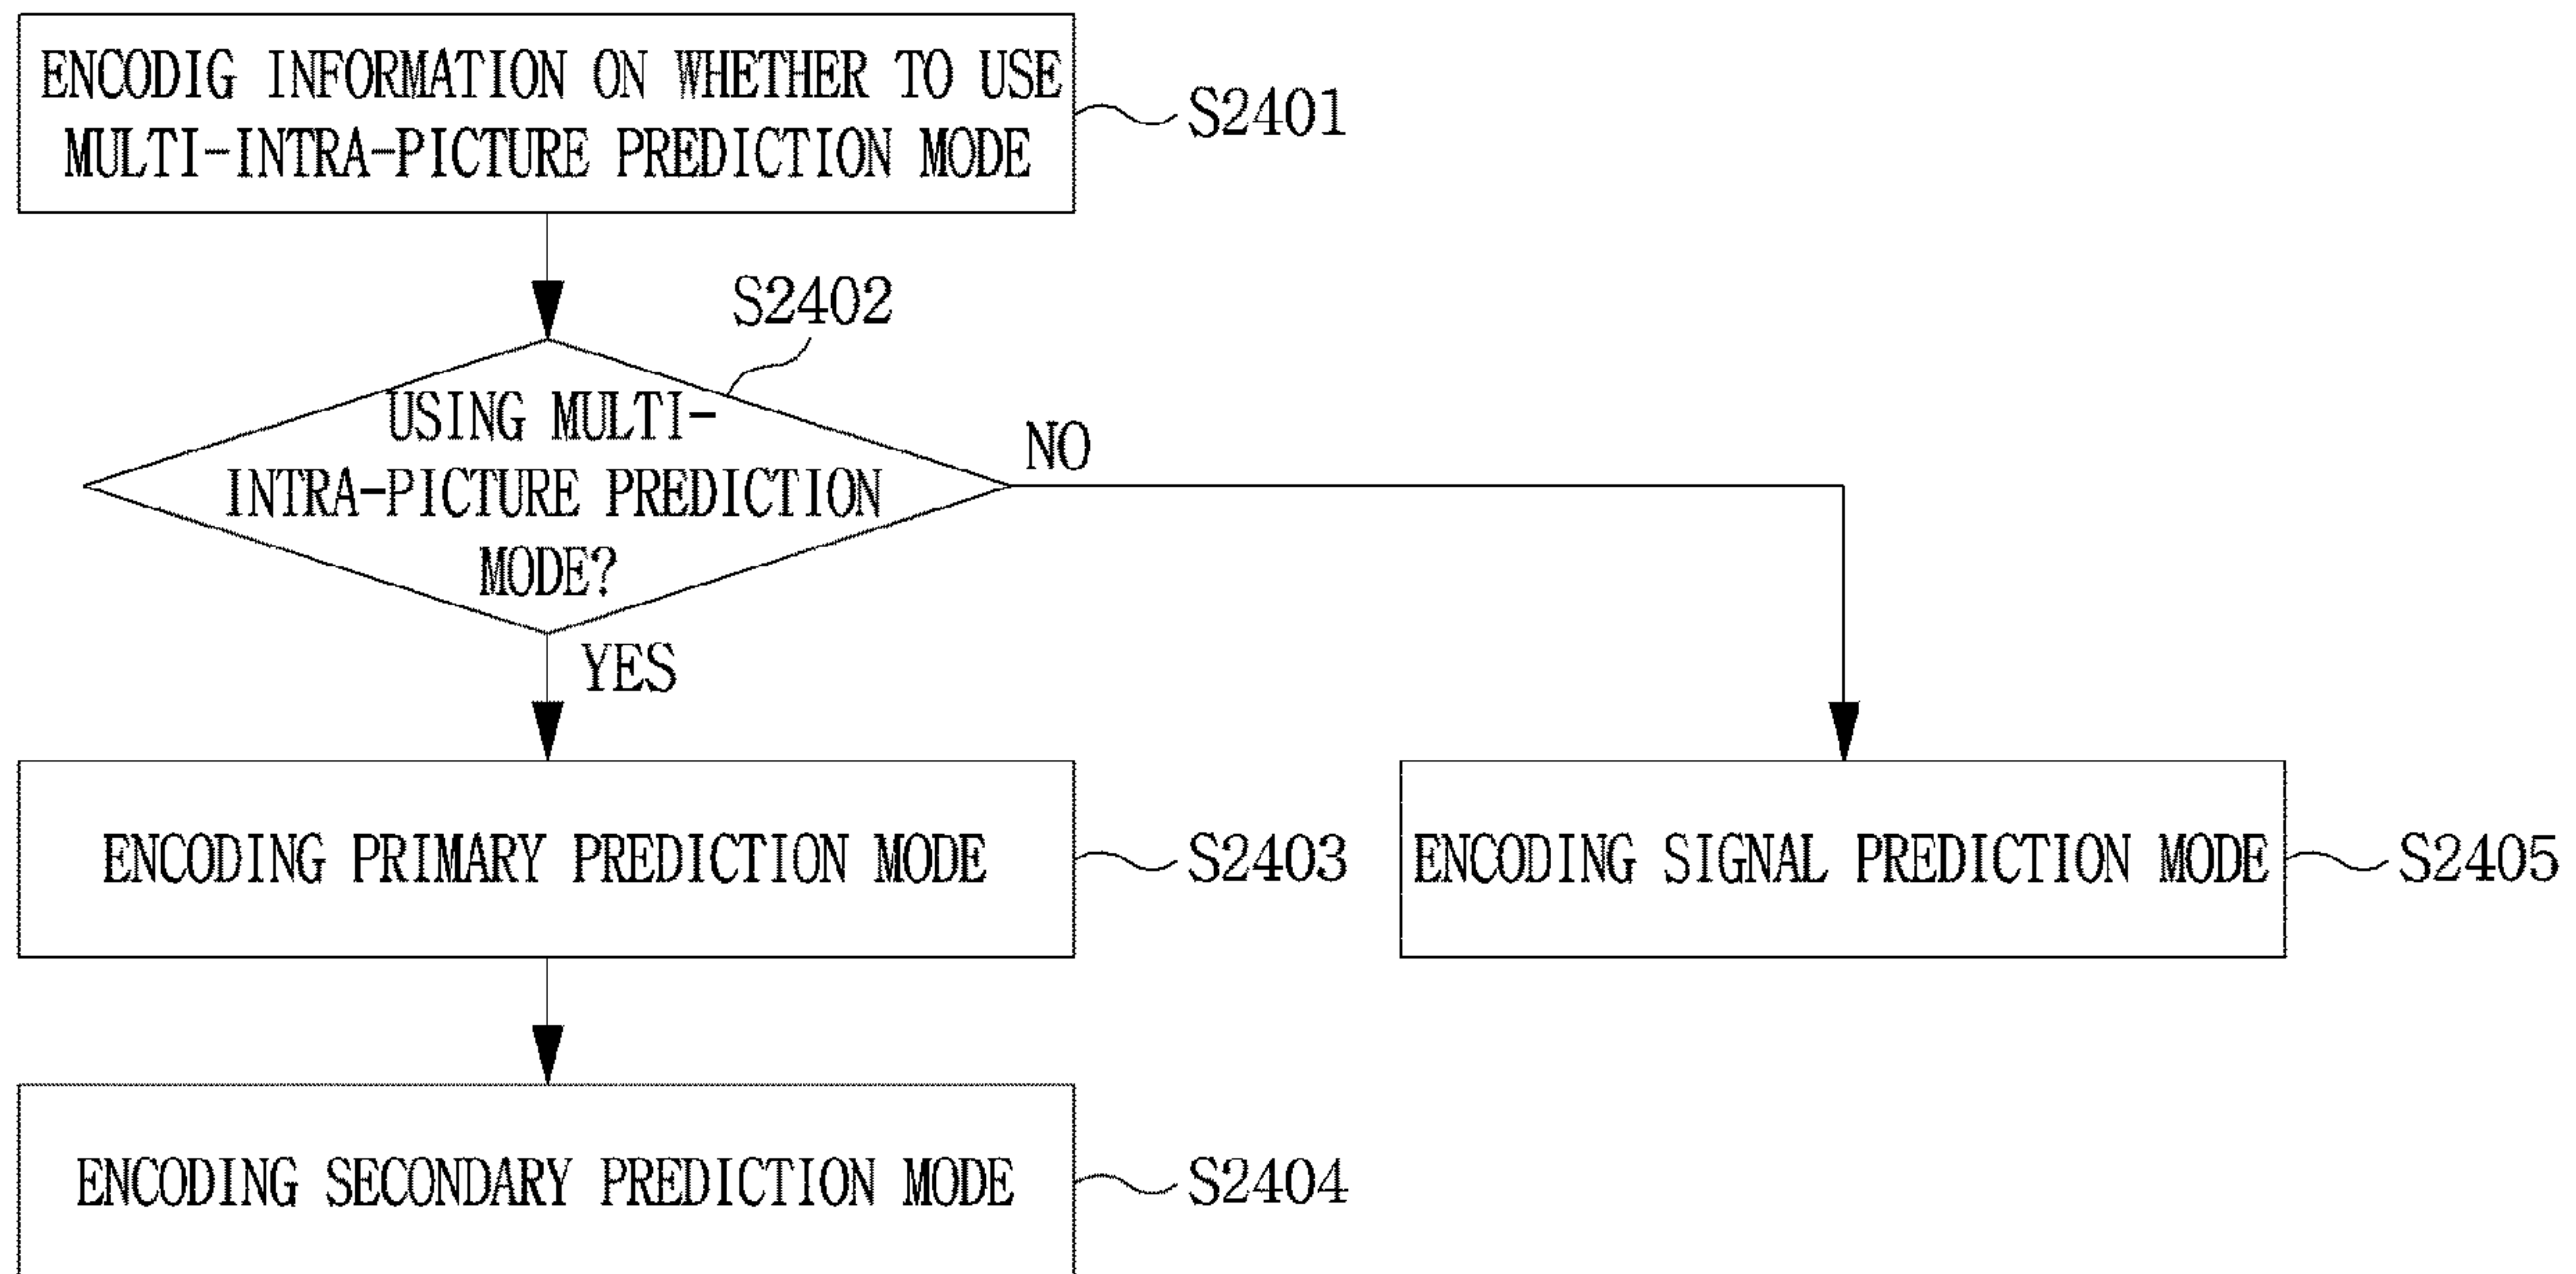 ENCODIG INFORMATION ON WHETHER TO USE
MULTI-INTRA-PICTURE PREDICTION MODE
S2401
S2402
USING MULTI-
INTRA-PICTURE PREDICTION
MODE?
NO
YES
ENCODING PRIMARY PREDICTION MODE
S2403
ENCODING SIGNAL PREDICTION MODE
S2405
ENCODING SECONDARY PREDICTION MODE
S2404